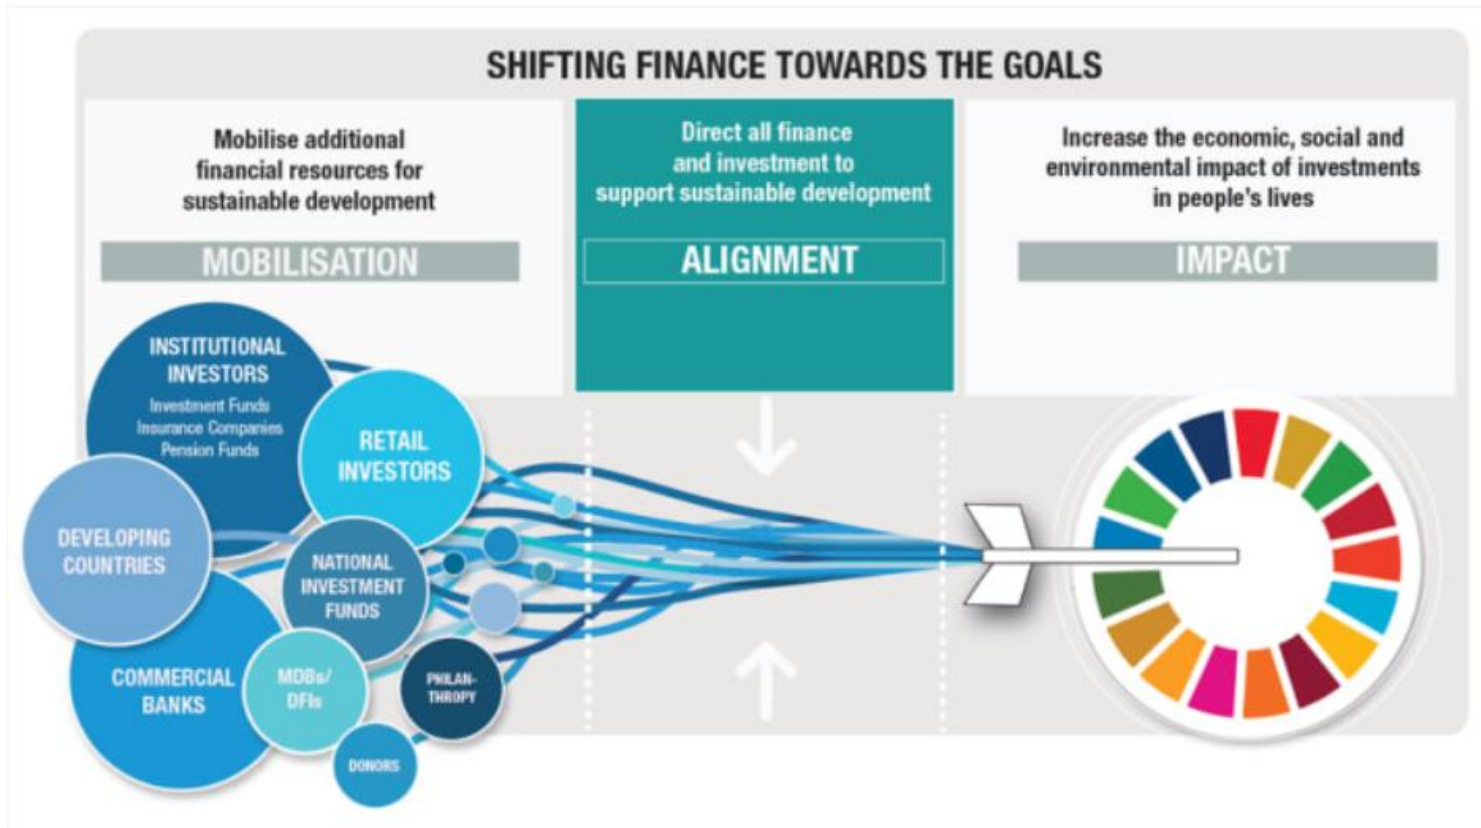 SHIFTING FINANCE TOWARDS THE GOALS
Mobilise additional
financial resources for
sustainable development
MOBILISATION
Direct all finance
and investment to
support sustainable development
ALIGNMENT
Increase the economic, social and
environmental impact of investments
in people's lives
IMPACT
INSTITUTIONAL
INVESTORS
Investment Funds
Insurance Companies
Pension Funds
RETAIL
INVESTORS
DEVELOPING
COUNTRIES
NATIONAL
INVESTMENT
FUNDS
COMMERCIAL
BANKS
MDBs/
DFIs
PHILAN-
THROPY
DONORS